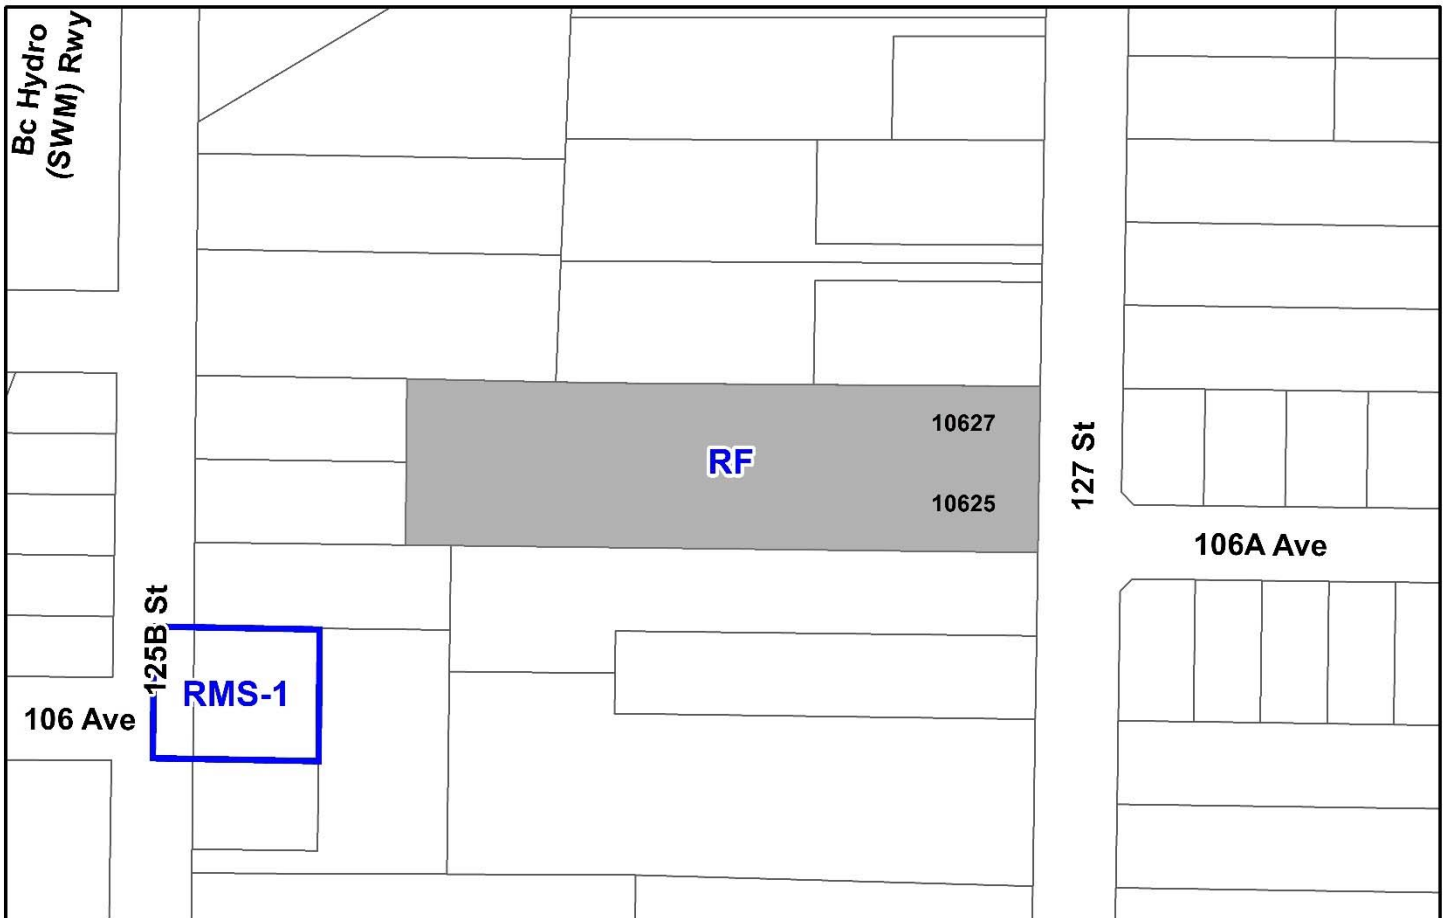 Bc Hydro
(SWM) Rwy
10627
RF
127 St
10625
106A Ave
125B St
RMS-1
106 Ave